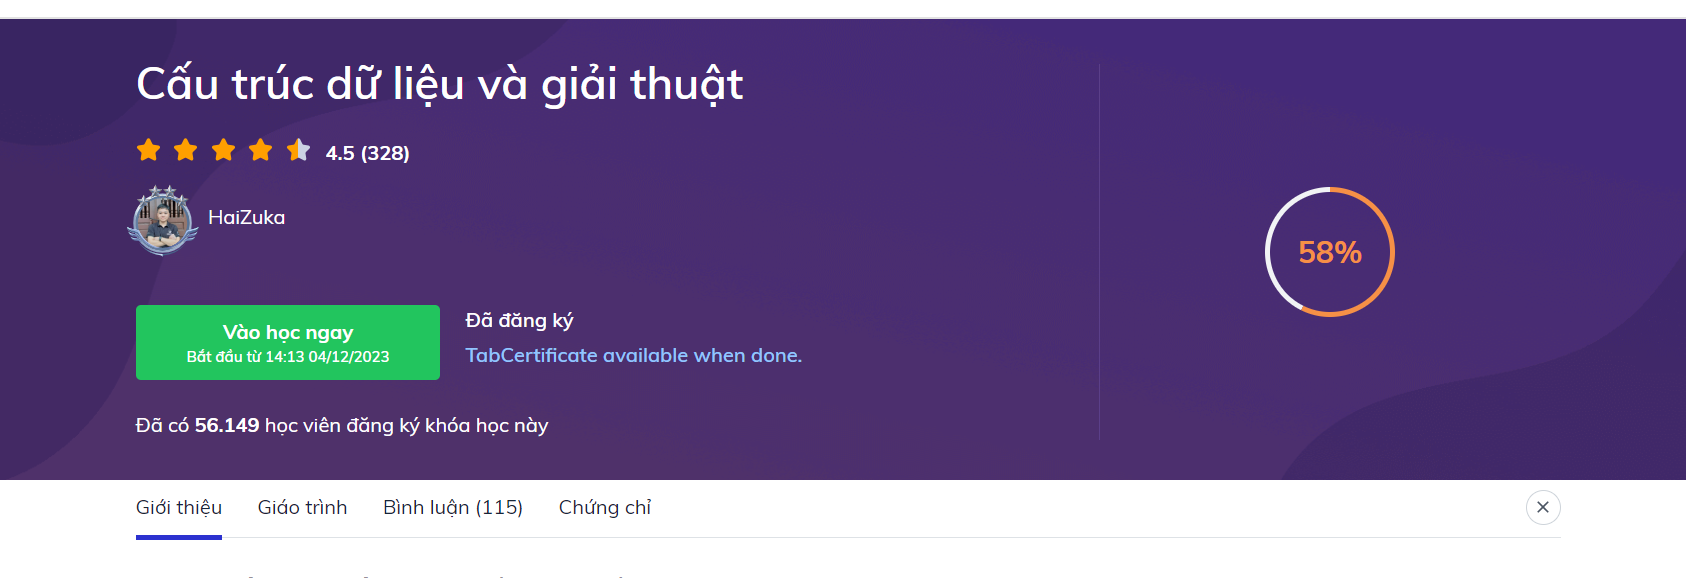 Cấu trúc dữ liệu và giải thuật
4.5 (328)
HaiZuka
58%
Vào học ngay
Bắt đầu từ 14:13 04/12/2023
Đã đăng ký
TabCertificate available when done.
Đã có 56.149 học viên đăng ký khóa học này
Giới thiệu Giáo trình Bình luận (115) Chứng chỉ